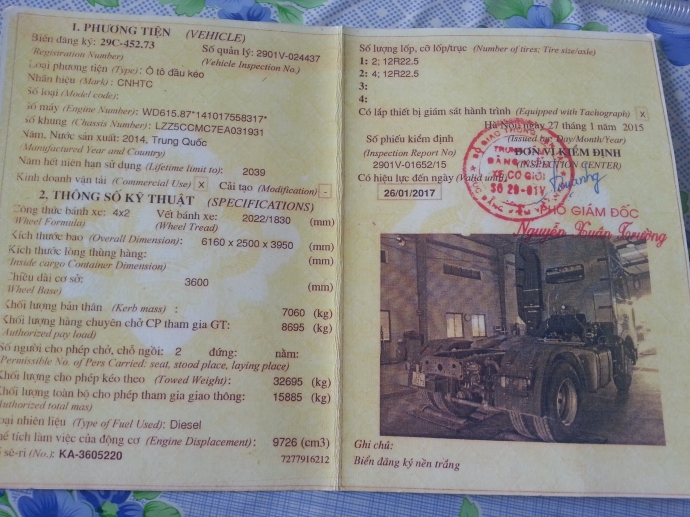 1. PHƯƠNG TIỆN (VEHICLE)
Biển đăng ký: 29C-452.73
(Registration Number)
Số quản lý: 2901V-024437
(Vehicle Inspection No.)
Loại phương tiện (Type): Ô tô đầu kéo
Nhãn hiệu (Mark): CNHTC
Số loại (Model code):
Số máy (Engine Number): WD615.87*141017558317*
Số khung (Chassis Number): LZZ5CCMC7EA031931
Năm, Nước sản xuất: 2014, Trung Quốc
(Manufactured Year and Country)
Năm hết niên hạn sử dụng (Lifetime limit to): 2039
Kinh doanh vận tải (Commercial Use) X Cải tạo (Modification) -
2. THÔNG SỐ KỸ THUẬT (SPECIFICATIONS)
Công thức bánh xe: 4x2 Vết bánh xe: 2022/1830 (mm)
(Wheel Formula) (Wheel Tread)
Kích thước bao (Overall Dimension): 6160 x 2500 x 3950 (mm)
Kích thước lòng thùng hàng: (mm)
(Inside cargo Container Dimension)
Chiều dài cơ sở: 3600 (mm)
(Wheel Base)
Khối lượng bản thân (Kerb mass) : 7060 (kg)
Khối lượng hàng chuyên chở CP tham gia GT: 8695 (kg)
(Authorized pay load)
Số người cho phép chở, chỗ ngồi: 2 đứng: nằm:
(Permissible No. of Pers Carried: seat, stood place, laying place)
Khối lượng cho phép kéo theo (Towed Weight): 32695 (kg)
Khối lượng toàn bộ cho phép tham gia giao thông: 15885 (kg)
(Authorized total mas)
Loại nhiên liệu (Type of Fuel Used): Diesel
Thể tích làm việc của động cơ (Engine Displacement): 9726 (cm3)
Số sê-ri (No.): KA-3605220 7277916212
Số lượng lốp, cỡ lốp/trục (Number of tires; Tire size/axle)
1: 2; 12R22.5
2: 4; 12R22.5
3:
4:
Có lắp thiết bị giám sát hành trình (Equipped with Tachograph) X
Hà Nội, ngày 27 tháng 1 năm 2015
(Issued by: Day/Month/Year)
Số phiếu kiểm định
(Inspection Report No)
2901V-01652/15
ĐƠN VỊ KIỂM ĐỊNH
(INSPECTION CENTER)
Có hiệu lực đến ngày (Valid until)
26/01/2017
TRUNG TÂM
ĐĂNG KIỂM
XE CƠ GIỚI
SỐ 29-01V
PHÓ GIÁM ĐỐC
Nguyễn Xuân Trường
Ghi chú:
Biển đăng ký nền trắng